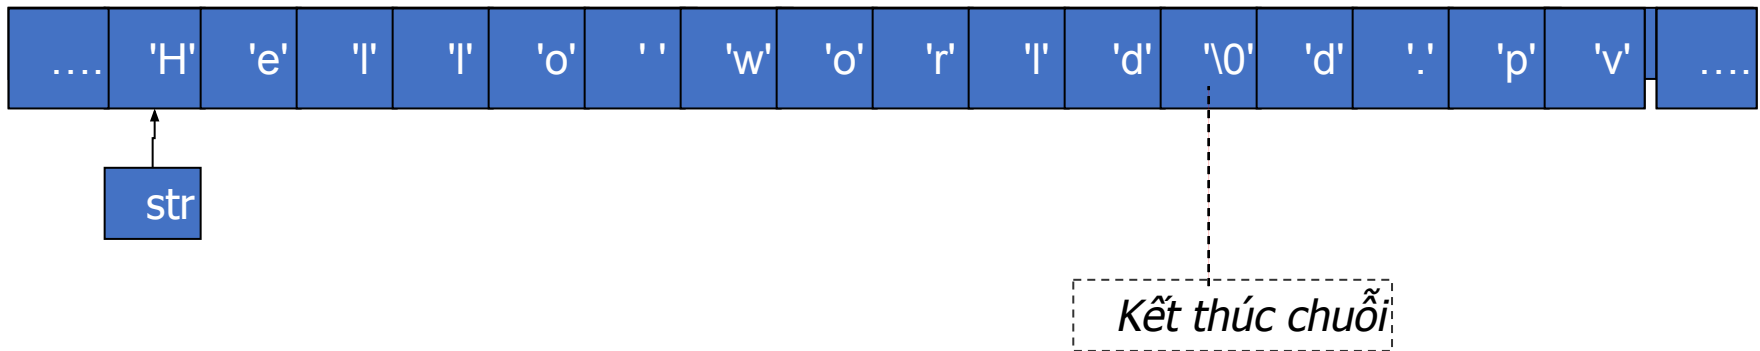 .... 'H' 'e' 'l' 'l' 'o' ' ' 'w' 'o' 'r' 'l' 'd' '\0' 'd' '.' 'p' 'v' ....
str
Kết thúc chuỗi